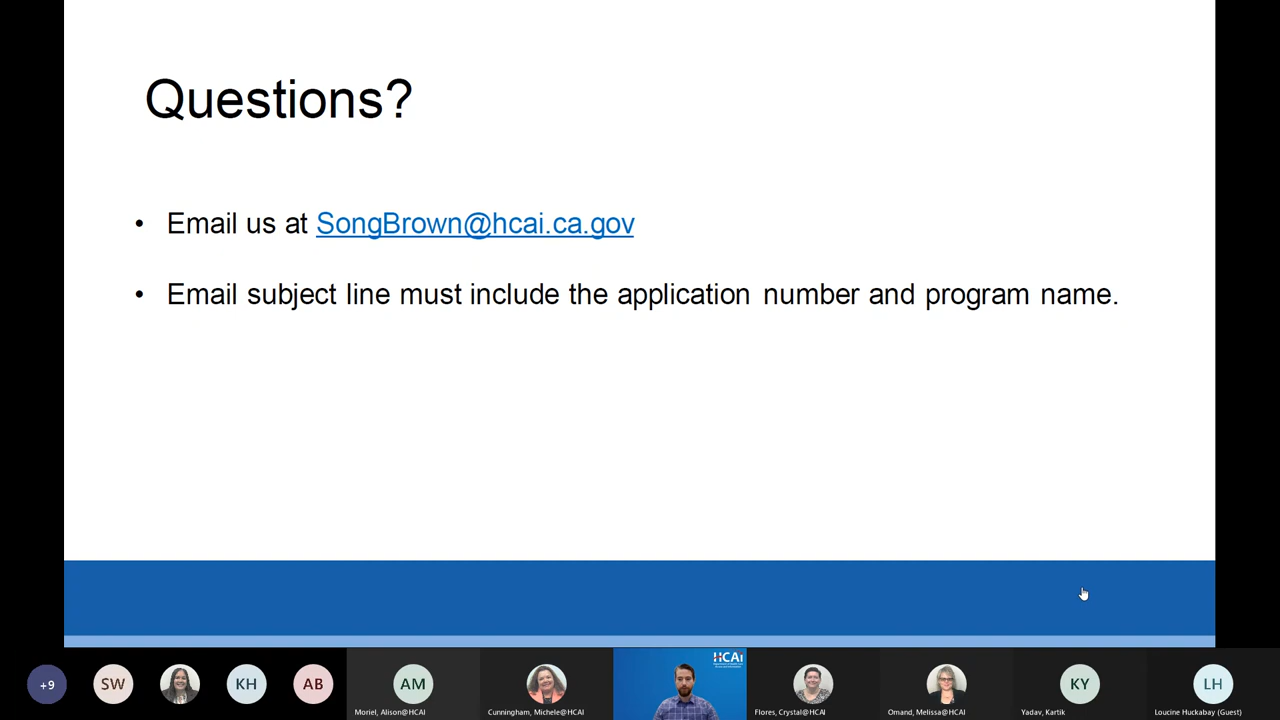 Questions?
• Email us at SongBrown@hcai.ca.gov
• Email subject line must include the application number and program name.
+9
SW
KH
AB
AM
Moriel, Alison@HCAI
Cunningham, Michele@HCAI
HCAi
Flores, Crystal@HCAI
Omand, Melissa@HCAI
KY
Yadav, Kartik
LH
Loucine Huckabay (Guest)